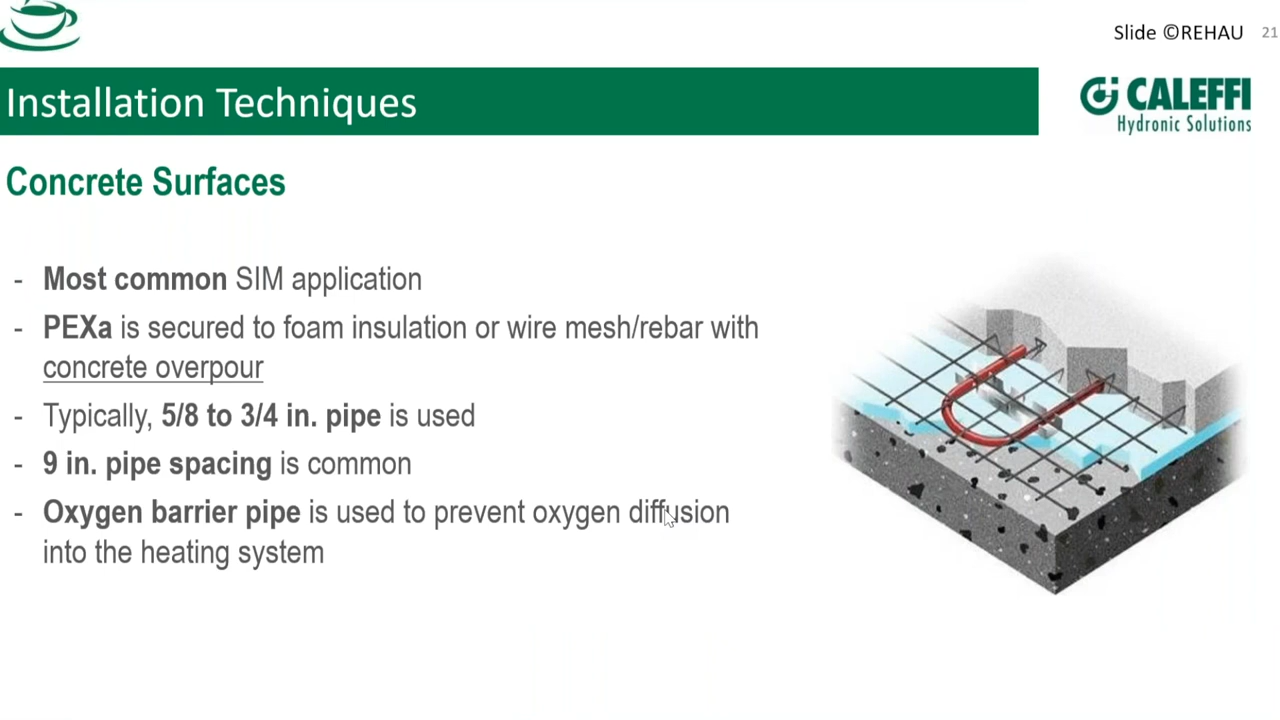 Slide ©REHAU 21
Installation Techniques
CALEFFI
Hydronic Solutions
Concrete Surfaces
- Most common SIM application
- PEXa is secured to foam insulation or wire mesh/rebar with
concrete overpour
- Typically, 5/8 to 3/4 in. pipe is used
- 9 in. pipe spacing is common
- Oxygen barrier pipe is used to prevent oxygen diffusion
into the heating system